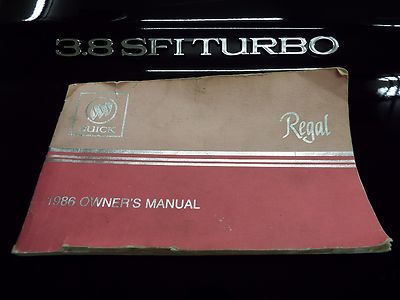 3.8 SFI TURBO
BUICK
Regal
1986 OWNER'S MANUAL